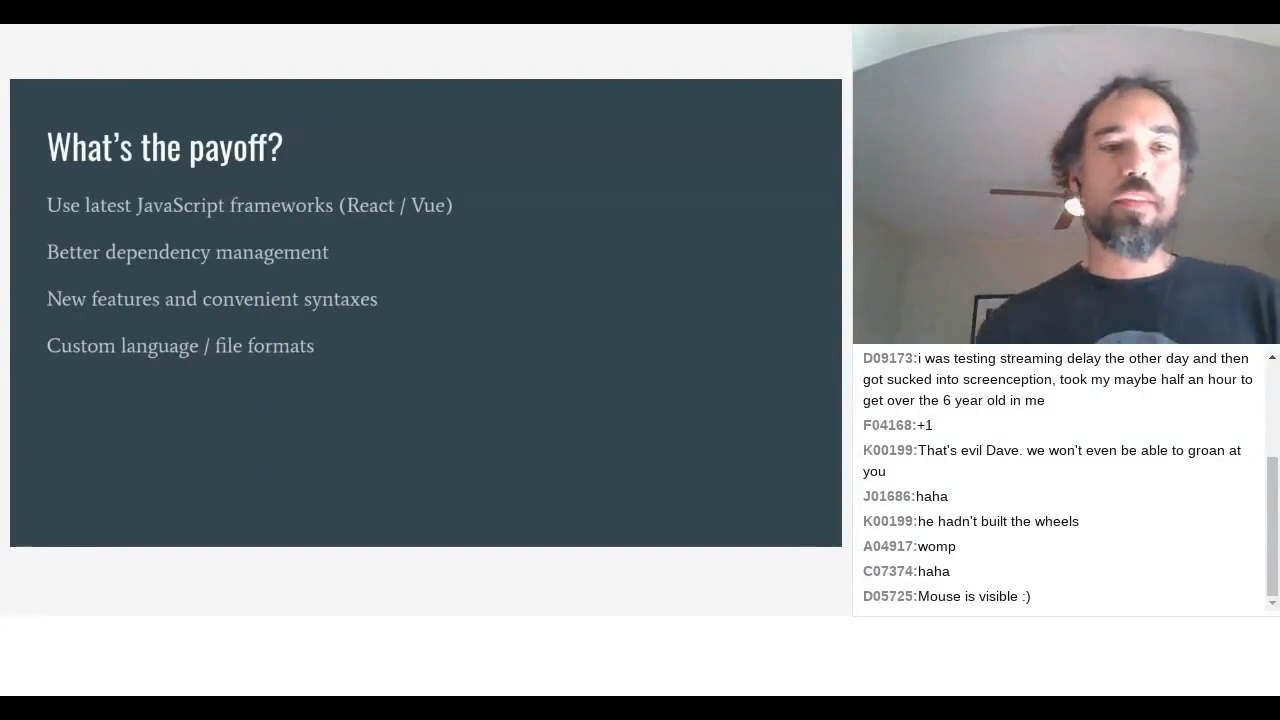 What's the payoff?
Use latest JavaScript frameworks (React / Vue)
Better dependency management
New features and convenient syntaxes
Custom language / file formats
D09173:i was testing streaming delay the other day and then
got sucked into screenception, took my maybe half an hour to
get over the 6 year old in me
F04168:+1
K00199:That's evil Dave. we won't even be able to groan at
you
J01686:haha
K00199:he hadn't built the wheels
A04917:womp
C07374:haha
D05725:Mouse is visible :)